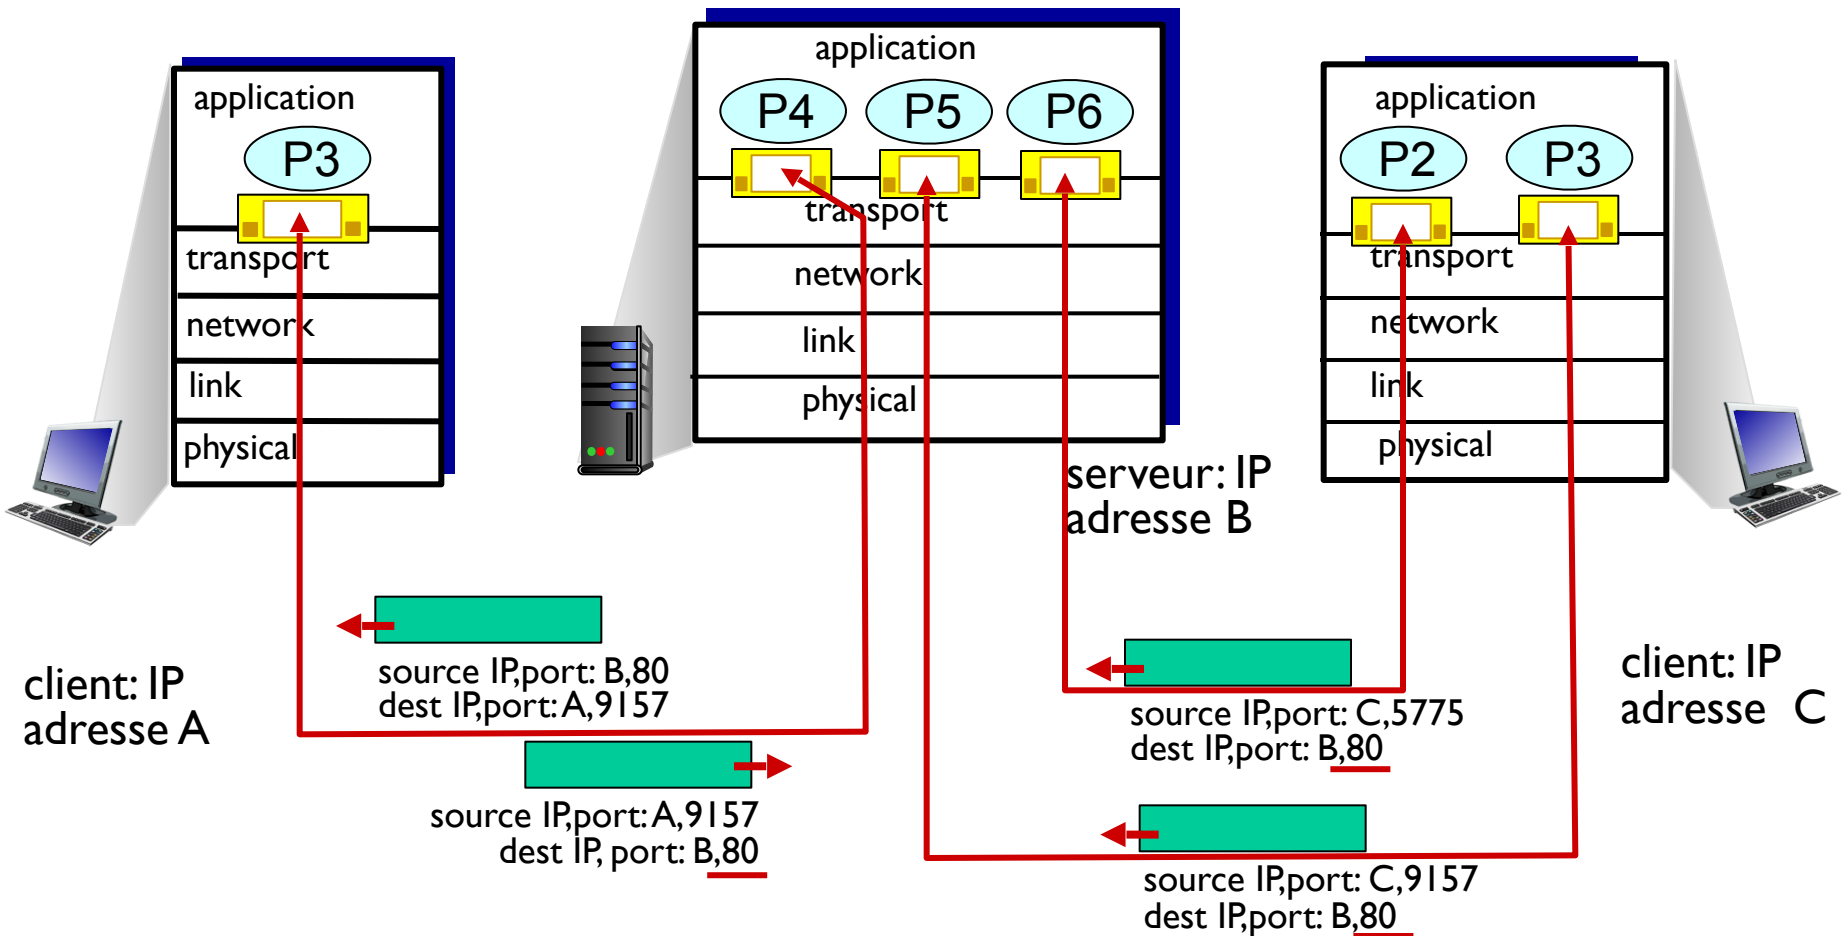 application
P3
transport
network
link
physical
client: IP
adresse A
application
P4 P5 P6
transport
network
link
physical
serveur: IP
adresse B
application
P2 P3
transport
network
link
physical
client: IP
adresse C
source IP,port: B,80
dest IP,port: A,9157
source IP,port: A,9157
dest IP, port: B,80
source IP,port: C,5775
dest IP,port: B,80
source IP,port: C,9157
dest IP,port: B,80